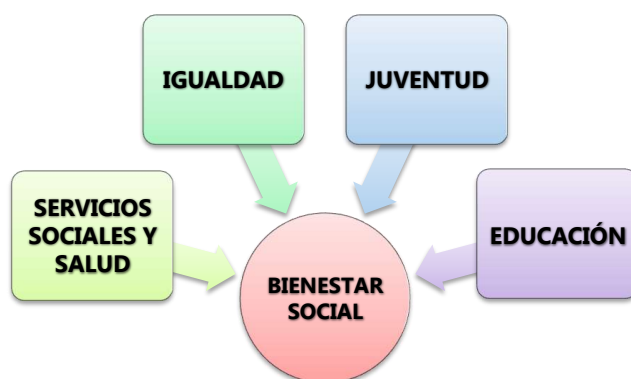 IGUALDAD
JUVENTUD
SERVICIOS
SOCIALES Y
SALUD
EDUCACIÓN
BIENESTAR
SOCIAL